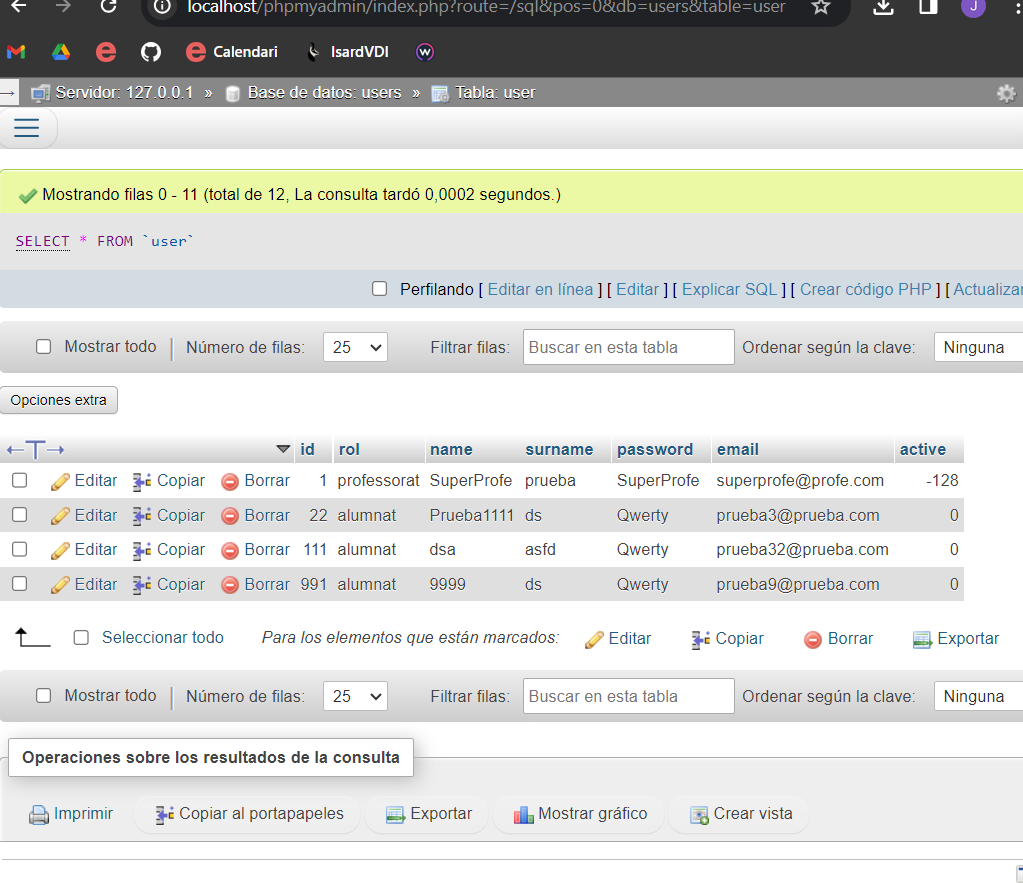 localhost/phpmyadmin/index.php?route=/sql&pos=0&db=users&table=user J
Calendari IsardVDI W
Servidor: 127.0.0.1 » Base de datos: users » Tabla: user
Mostrando filas 0 - 11 (total de 12, La consulta tardó 0,0002 segundos.)
SELECT * FROM `user`
Perfilando [ Editar en línea ] [ Editar ] [ Explicar SQL ] [ Crear código PHP ] [ Actualizar
Mostrar todo | Número de filas: 25 Filtrar filas: Buscar en esta tabla Ordenar según la clave: Ninguna
Opciones extra
←T→ id rol name surname password email active
Editar Copiar Borrar 1 professorat SuperProfe prueba SuperProfe superprofe@profe.com -128
Editar Copiar Borrar 22 alumnat Prueba1111 ds Qwerty prueba3@prueba.com 0
Editar Copiar Borrar 111 alumnat dsa asfd Qwerty prueba32@prueba.com 0
Editar Copiar Borrar 991 alumnat 9999 ds Qwerty prueba9@prueba.com 0
Seleccionar todo Para los elementos que están marcados: Editar Copiar Borrar Exportar
Mostrar todo | Número de filas: 25 Filtrar filas: Buscar en esta tabla Ordenar según la clave: Ninguna
Operaciones sobre los resultados de la consulta
Imprimir Copiar al portapapeles Exportar Mostrar gráfico Crear vista